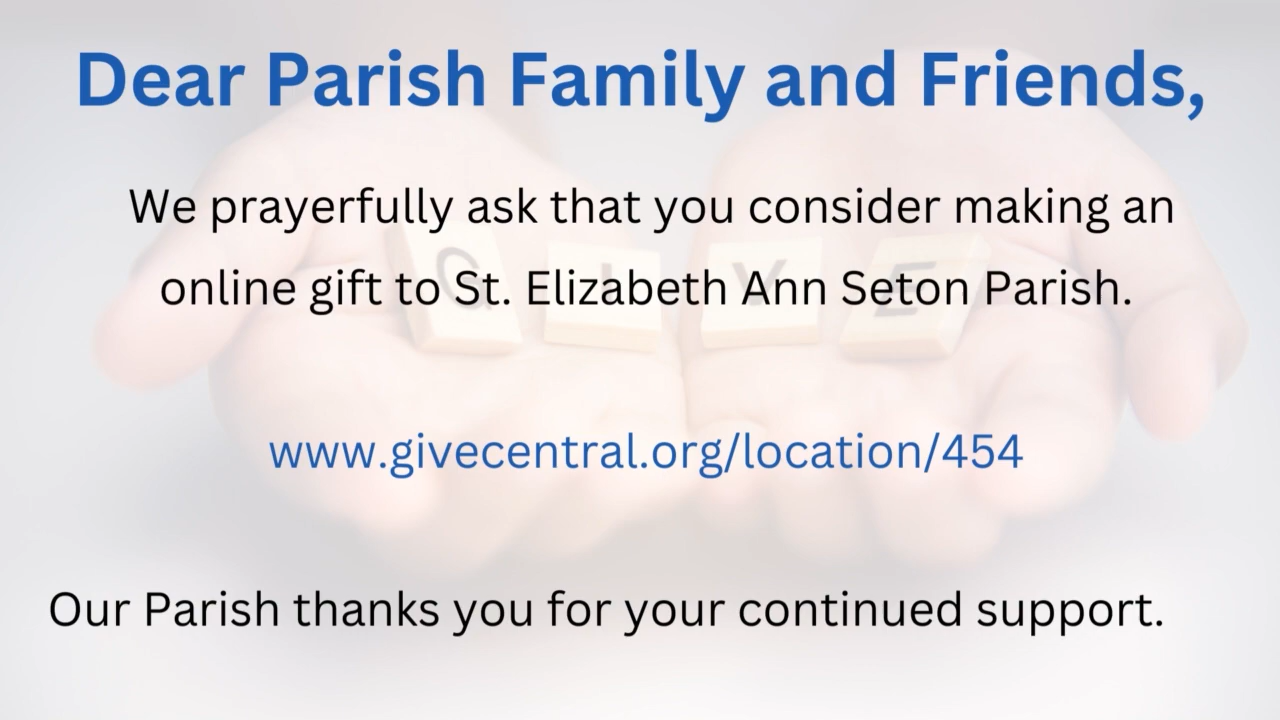 Dear Parish Family and Friends,
We prayerfully ask that you consider making an
online gift to St. Elizabeth Ann Seton Parish.
G I V E
www.givecentral.org/location/454
Our Parish thanks you for your continued support.